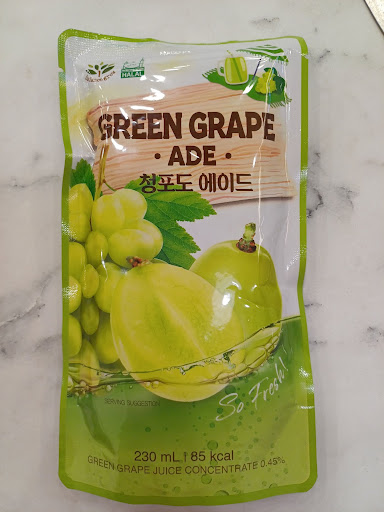 HALAL
GREEN GRAPE
• ADE •
청포도 에이드
SERVING SUGGESTION
So Fresh!
230 mL | 85 kcal
GREEN GRAPE JUICE CONCENTRATE 0.45%